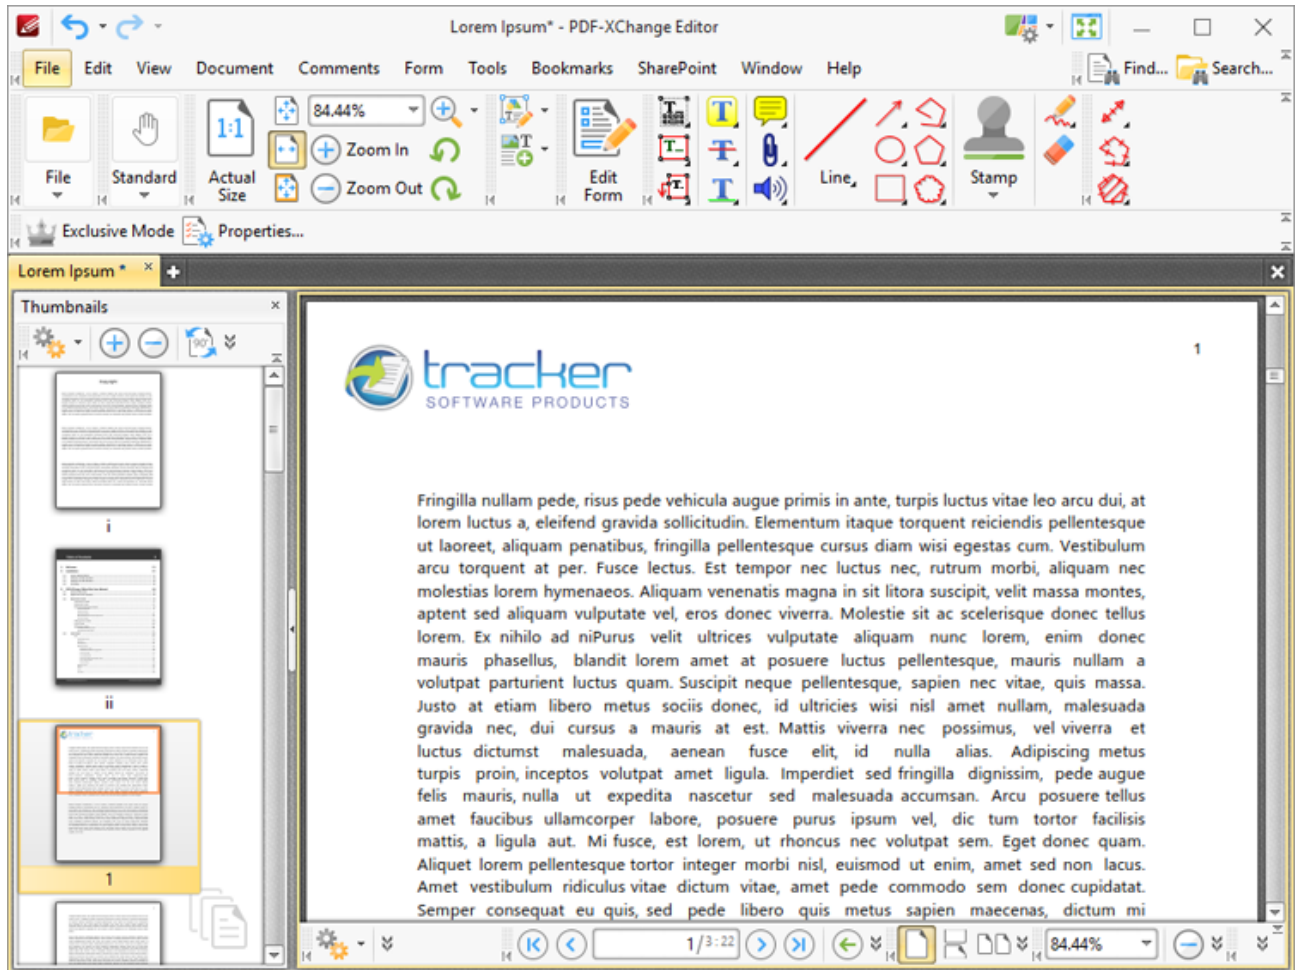 Lorem Ipsum* - PDF-XChange Editor
File Edit View Document Comments Form Tools Bookmarks SharePoint Window Help Find... Search...
84.44%
1:1
Zoom In
Zoom Out
File Standard Actual Size Edit Form Line Stamp
Exclusive Mode Properties...
Lorem Ipsum *
Thumbnails
90°
i
ii
1
1
tracker
SOFTWARE PRODUCTS
Fringilla nullam pede, risus pede vehicula augue primis in ante, turpis luctus vitae leo arcu dui, at
lorem luctus a, eleifend gravida sollicitudin. Elementum itaque torquent reiciendis pellentesque
ut laoreet, aliquam penatibus, fringilla pellentesque cursus diam wisi egestas cum. Vestibulum
arcu torquent at per. Fusce lectus. Est tempor nec luctus nec, rutrum morbi, aliquam nec
molestias lorem hymenaeos. Aliquam venenatis magna in sit litora suscipit, velit massa montes,
aptent sed aliquam vulputate vel, eros donec viverra. Molestie sit ac scelerisque donec tellus
lorem. Ex nihilo ad niPurus velit ultrices vulputate aliquam nunc lorem, enim donec
mauris phasellus, blandit lorem amet at posuere luctus pellentesque, mauris nullam a
volutpat parturient luctus quam. Suscipit neque pellentesque, sapien nec vitae, quis massa.
Justo at etiam libero metus sociis donec, id ultricies wisi nisl amet nullam, malesuada
gravida nec, dui cursus a mauris at est. Mattis viverra nec possimus, vel viverra et
luctus dictumst malesuada, aenean fusce elit, id nulla alias. Adipiscing metus
turpis proin, inceptos volutpat amet ligula. Imperdiet sed fringilla dignissim, pede augue
felis mauris, nulla ut expedita nascetur sed malesuada accumsan. Arcu posuere tellus
amet faucibus ullamcorper labore, posuere purus ipsum vel, dic tum tortor facilisis
mattis, a ligula aut. Mi fusce, est lorem, ut rhoncus nec volutpat sem. Eget donec quam.
Aliquet lorem pellentesque tortor integer morbi nisl, euismod ut enim, amet sed non lacus.
Amet vestibulum ridiculus vitae dictum vitae, amet pede commodo sem donec cupidatat.
Semper consequat eu quis, sed pede libero quis metus sapien maecenas, dictum mi
1/3:22
84.44%